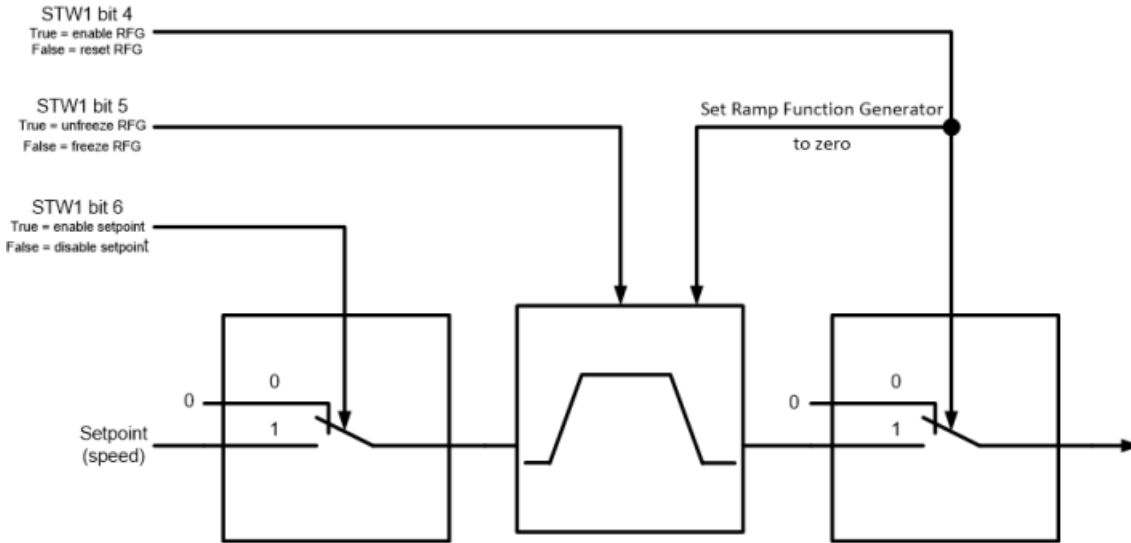 STW1 bit 4
True = enable RFG
False = reset RFG
STW1 bit 5
True = unfreeze RFG
False = freeze RFG
Set Ramp Function Generator
to zero
STW1 bit 6
True = enable setpoint
False = disable setpoint
0
0
1
Setpoint
(speed)
0
0
1